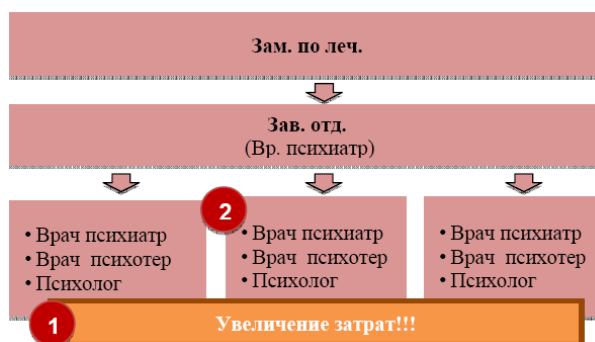 Зам. по леч.
Зав. отд.
(Вр. психиатр)
2
• Врач психиатр
• Врач психотер
• Психолог
• Врач психиатр
• Врач психотер
• Психолог
• Врач психиатр
• Врач психотер
• Психолог
1
Увеличение затрат!!!